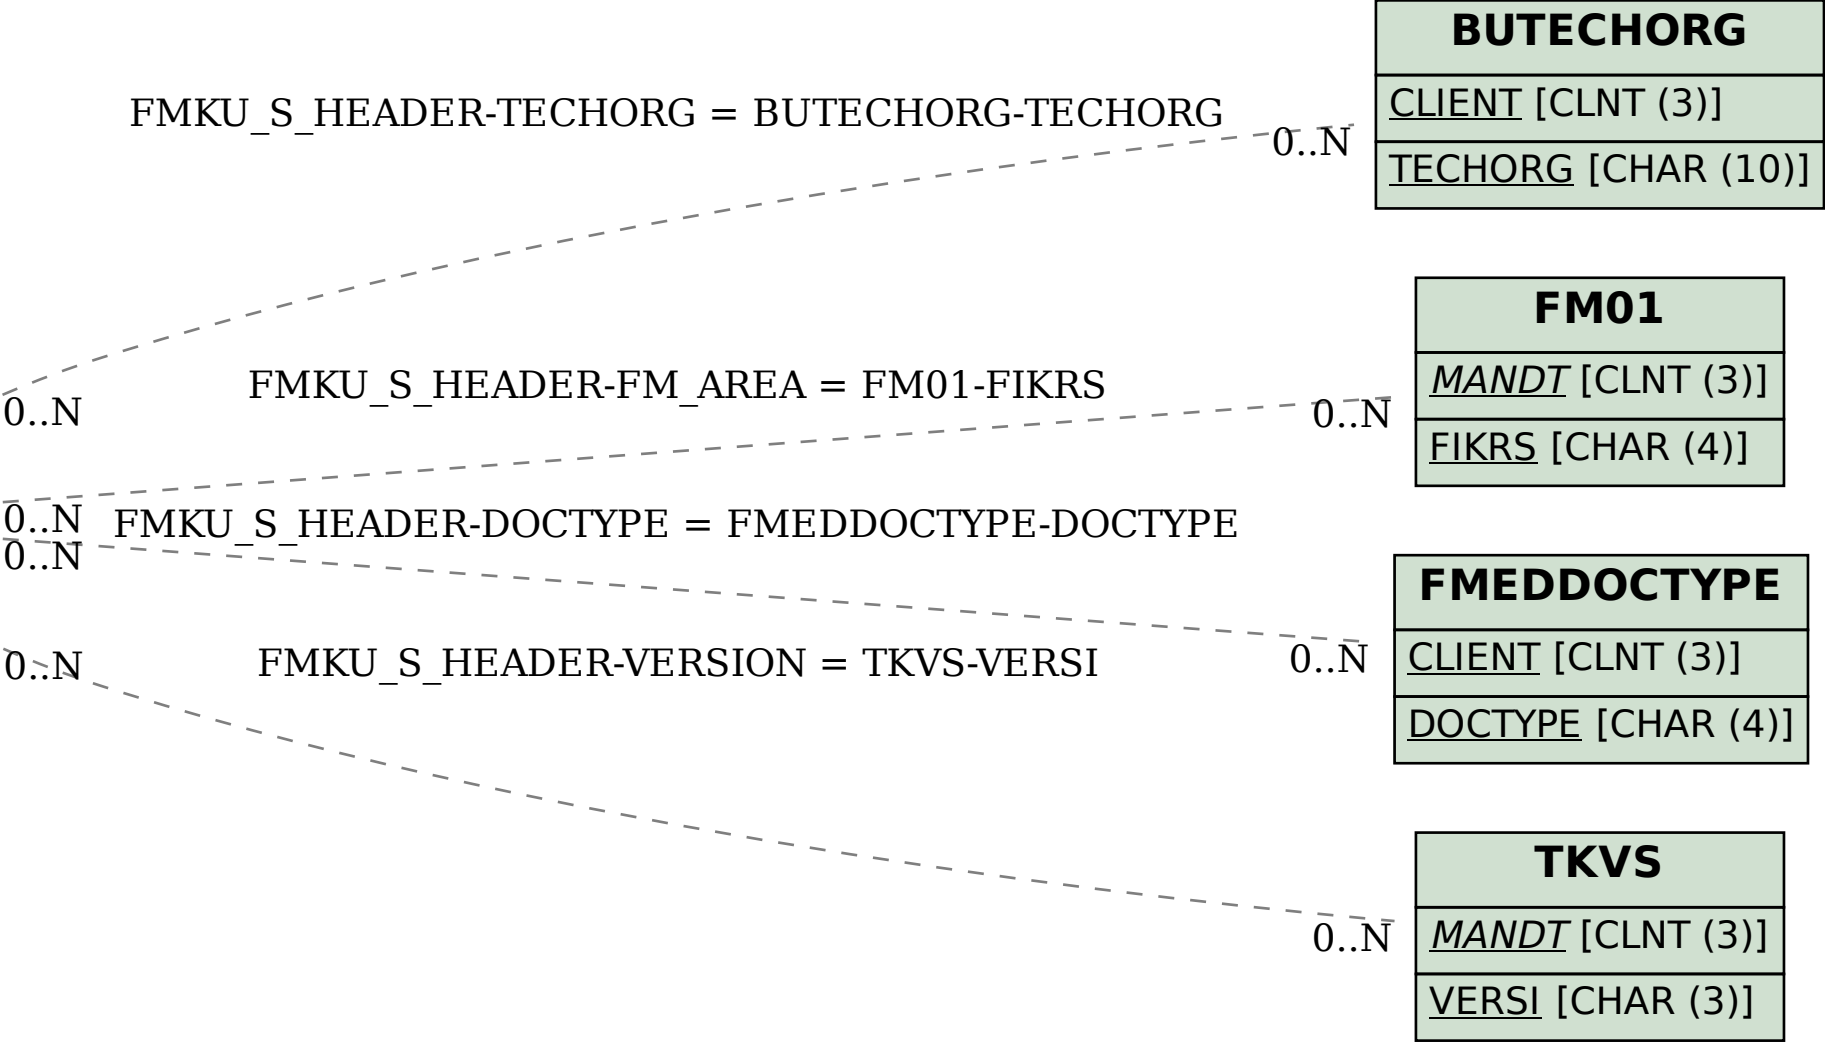 BUTECHORG
CLIENT [CLNT (3)]
TECHORG [CHAR (10)]
FMKU_S_HEADER-TECHORG = BUTECHORG-TECHORG
0..N
0..N
FM01
MANDT [CLNT (3)]
FIKRS [CHAR (4)]
FMKU_S_HEADER-FM_AREA = FM01-FIKRS
0..N
0..N
FMKU_S_HEADER-DOCTYPE = FMEDDOCTYPE-DOCTYPE
0..N
0..N
FMEDDOCTYPE
CLIENT [CLNT (3)]
DOCTYPE [CHAR (4)]
FMKU_S_HEADER-VERSION = TKVS-VERSI
0..N
0..N
TKVS
MANDT [CLNT (3)]
VERSI [CHAR (3)]